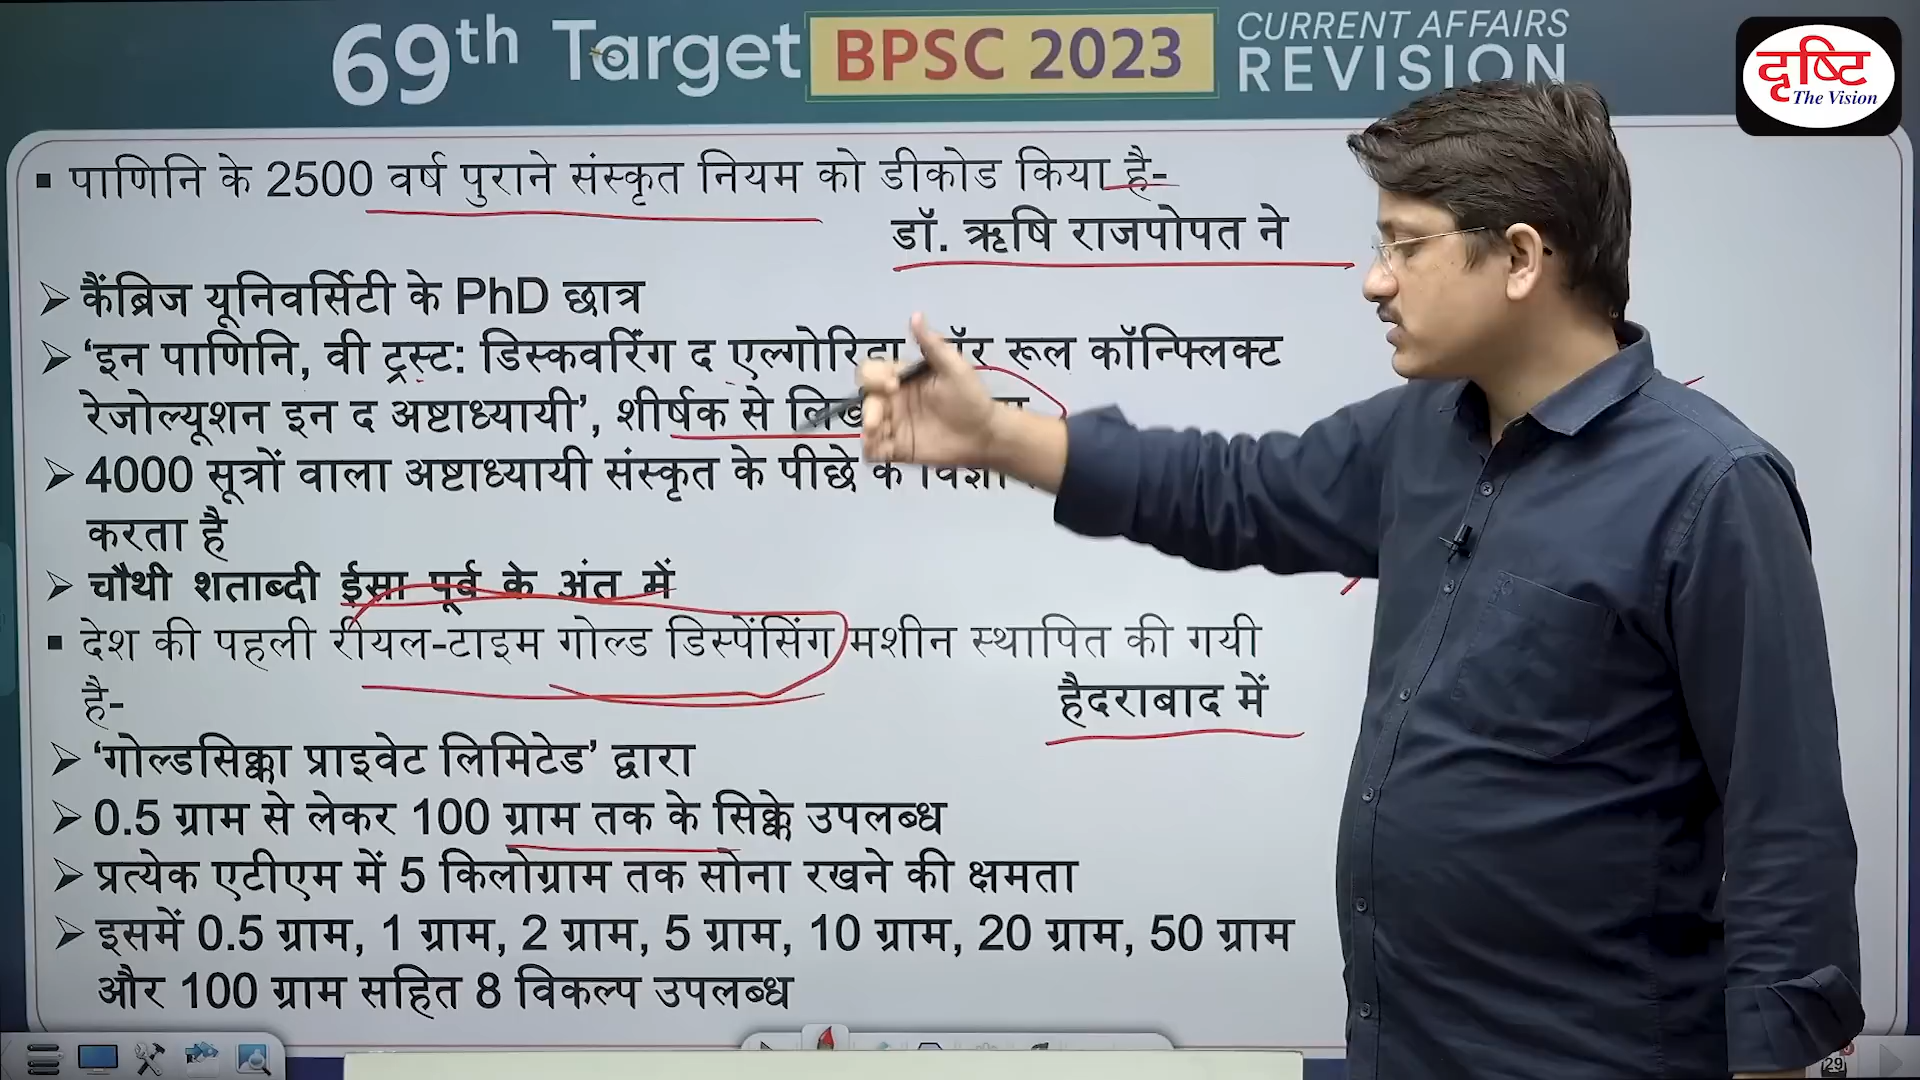 69th Target BPSC 2023 CURRENT AFFAIRS
REVISION
दृष्टि
The Vision
▪ पाणिनि के 2500 वर्ष पुराने संस्कृत नियम को डीकोड किया है-
डॉ. ऋषि राजपोपत ने
➢ कैंब्रिज यूनिवर्सिटी के PhD छात्र
➢ ‘इन पाणिनि, वी ट्रस्ट: डिस्कवरिंग द रूल कॉन्फ्लिक्ट
रेजोल्यूशन इन द अष्टाध्यायी’, शीर्षक से
➢ 4000 सूत्रों वाला अष्टाध्यायी संस्कृत के पीछे के
करता है
➢ चौथी शताब्दी ईसा पूर्व के अंत में
▪ देश की पहली रीयल-टाइम गोल्ड डिस्पेंसिंग मशीन स्थापित की गयी
है-
हैदराबाद में
➢ ‘गोल्डसिक्का प्राइवेट लिमिटेड’ द्वारा
➢ 0.5 ग्राम से लेकर 100 ग्राम तक के सिक्के उपलब्ध
➢ प्रत्येक एटीएम में 5 किलोग्राम तक सोना रखने की क्षमता
➢ इसमें 0.5 ग्राम, 1 ग्राम, 2 ग्राम, 5 ग्राम, 10 ग्राम, 20 ग्राम, 50 ग्राम
और 100 ग्राम सहित 8 विकल्प उपलब्ध
29